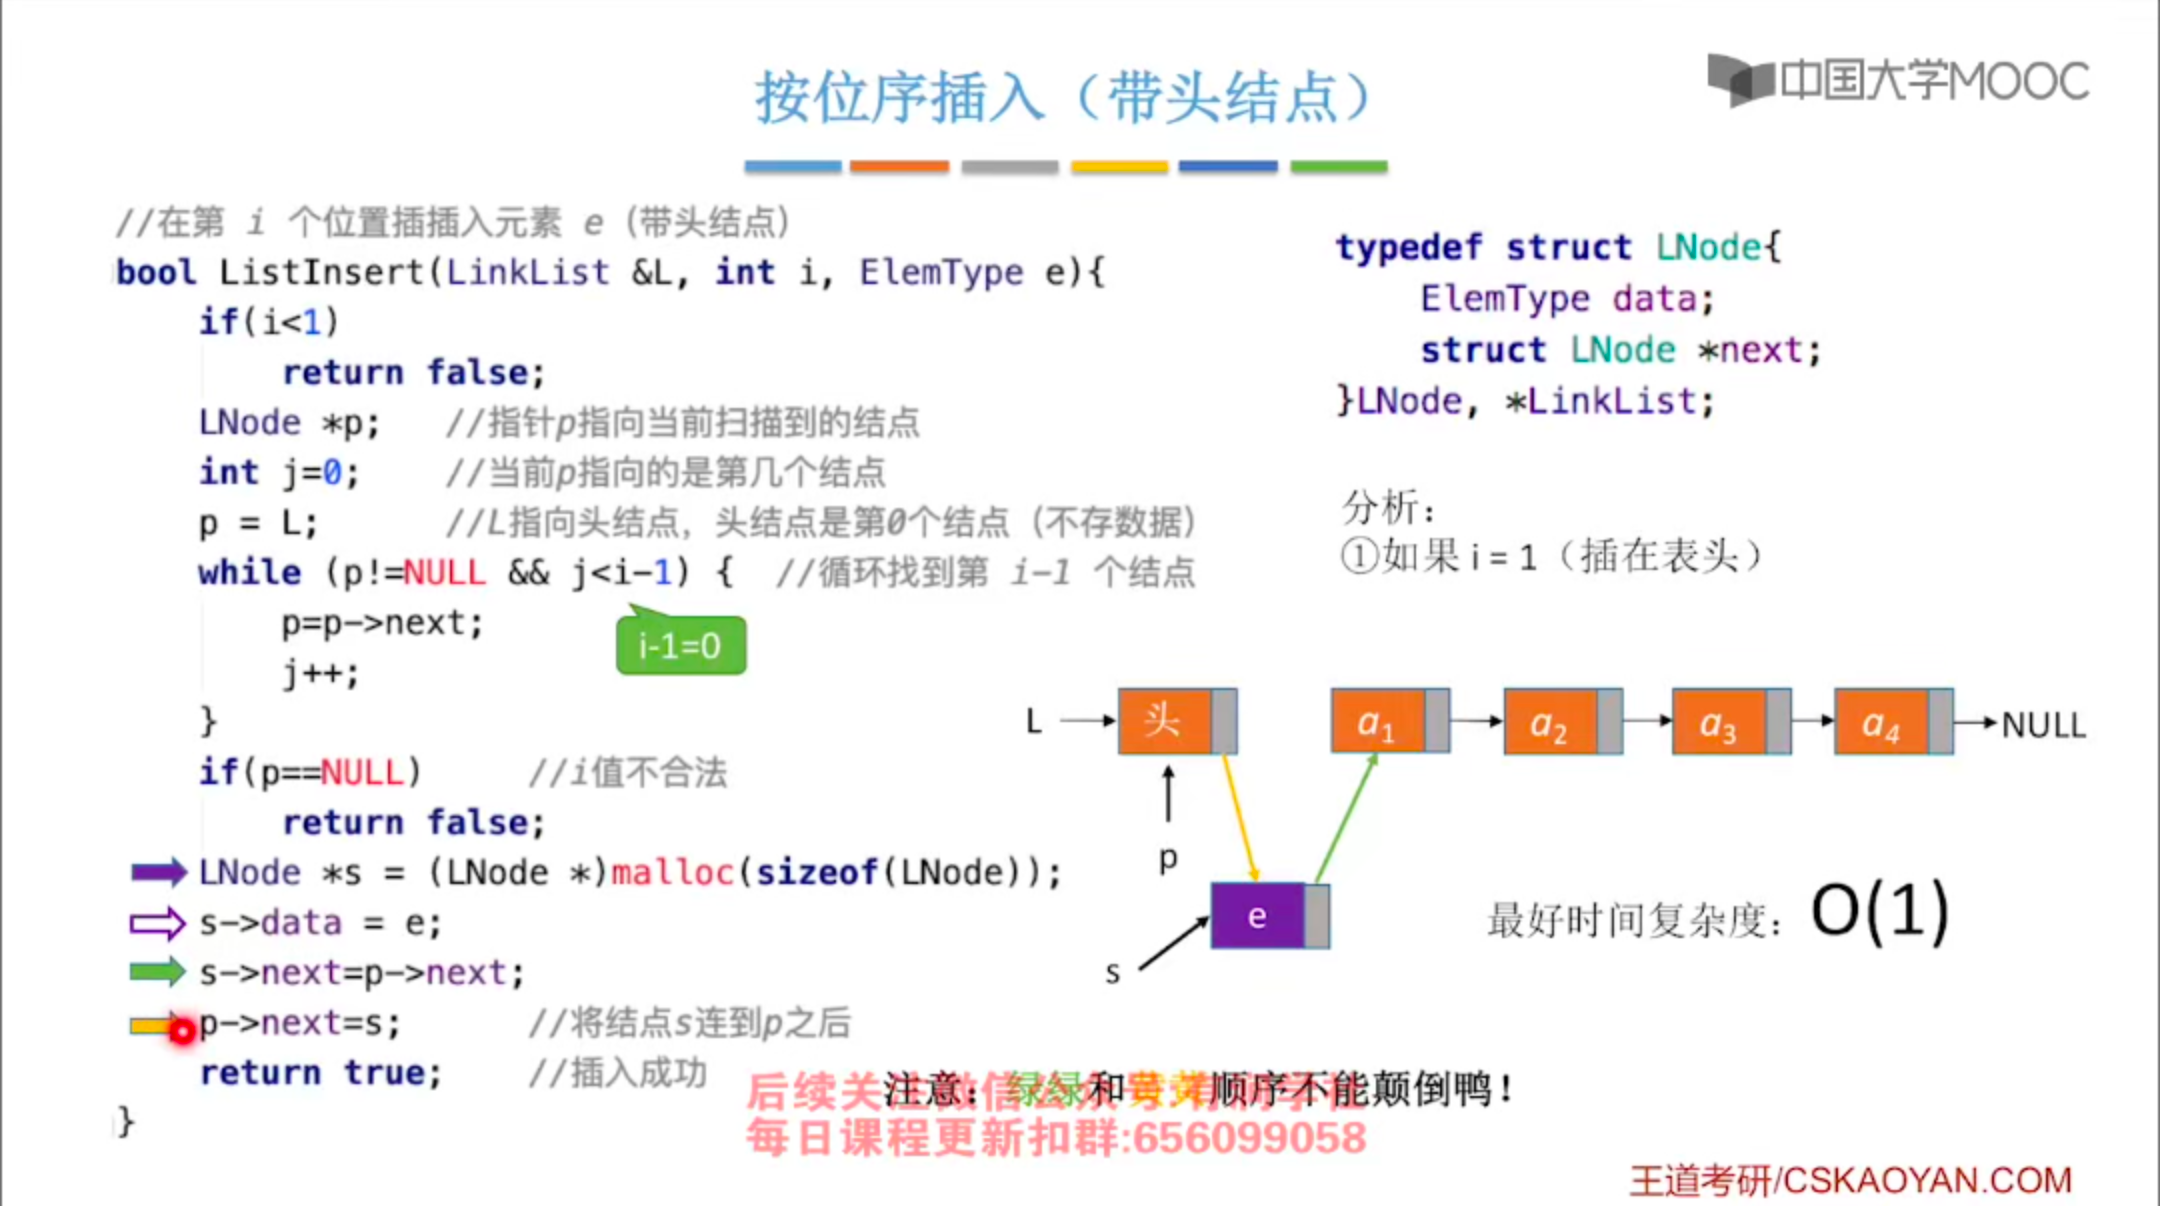 按位序插入（带头结点）
中国大学MOOC
//在第 i 个位置插插入元素 e（带头结点）
bool ListInsert(LinkList &L, int i, ElemType e){
if(i<1)
return false;
LNode *p; //指针p指向当前扫描到的结点
int j=0; //当前p指向的是第几个结点
p = L; //L指向头结点，头结点是第0个结点（不存数据）
while (p!=NULL && j<i-1) { //循环找到第 i-1 个结点
p=p->next;
i-1=0
j++;
}
if(p==NULL) //i值不合法
return false;
LNode *s = (LNode *)malloc(sizeof(LNode));
s->data = e;
s->next=p->next;
p->next=s; //将结点s连到p之后
return true; //插入成功
}
typedef struct LNode{
ElemType data;
struct LNode *next;
}LNode, *LinkList;
分析：
①如果 i = 1（插在表头）
L 头 a1 a2 a3 a4 NULL
p
e
s
最好时间复杂度：O(1)
注意：绿绿和黄黄顺序不能颠倒鸭！
后续关注微信公众号
每日课程更新扣群:656099058
王道考研/CSKAOYAN.COM